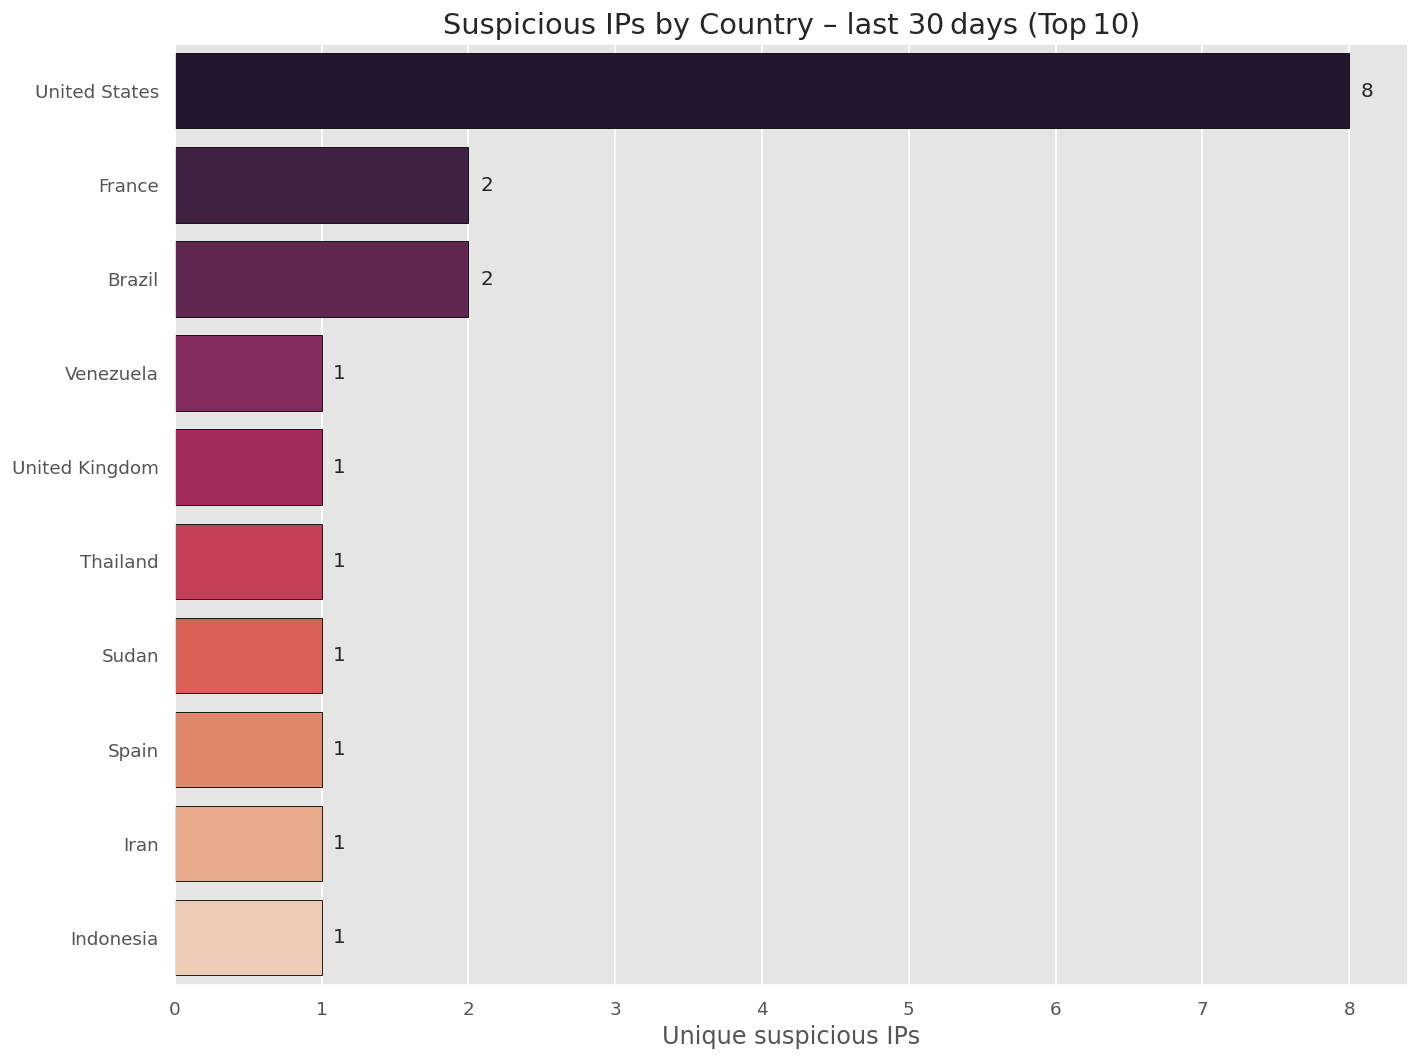 Suspicious IPs by Country – last 30 days (Top 10)
United States 8
France 2
Brazil 2
Venezuela 1
United Kingdom 1
Thailand 1
Sudan 1
Spain 1
Iran 1
Indonesia 1
0 1 2 3 4 5 6 7 8
Unique suspicious IPs